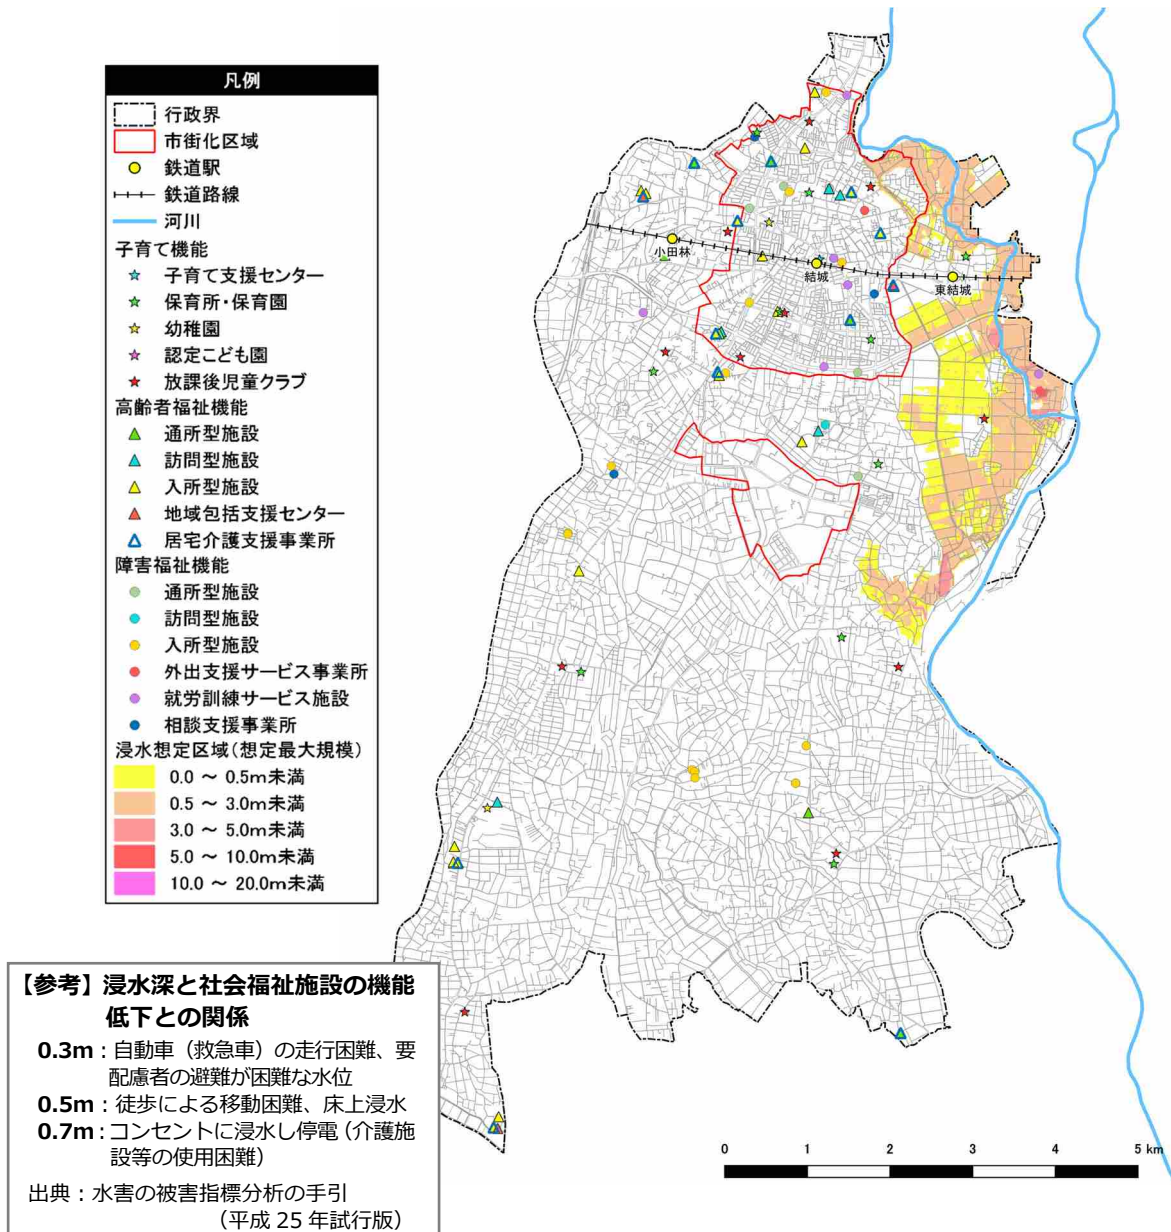 凡例
行政界
市街化区域
鉄道駅
鉄道路線
河川
子育て機能
子育て支援センター
保育所・保育園
幼稚園
認定こども園
放課後児童クラブ
高齢者福祉機能
通所型施設
訪問型施設
入所型施設
地域包括支援センター
居宅介護支援事業所
障害福祉機能
通所型施設
訪問型施設
入所型施設
外出支援サービス事業所
就労訓練サービス施設
相談支援事業所
浸水想定区域(想定最大規模)
0.0 ~ 0.5m未満
0.5 ~ 3.0m未満
3.0 ~ 5.0m未満
5.0 ~ 10.0m未満
10.0 ~ 20.0m未満
小田林
結城
東結城
【参考】浸水深と社会福祉施設の機能
低下との関係
0.3m：自動車（救急車）の走行困難、要
配慮者の避難が困難な水位
0.5m：徒歩による移動困難、床上浸水
0.7m：コンセントに浸水し停電（介護施
設等の使用困難）
出典：水害の被害指標分析の手引
（平成 25 年試行版）
0 1 2 3 4 5 km